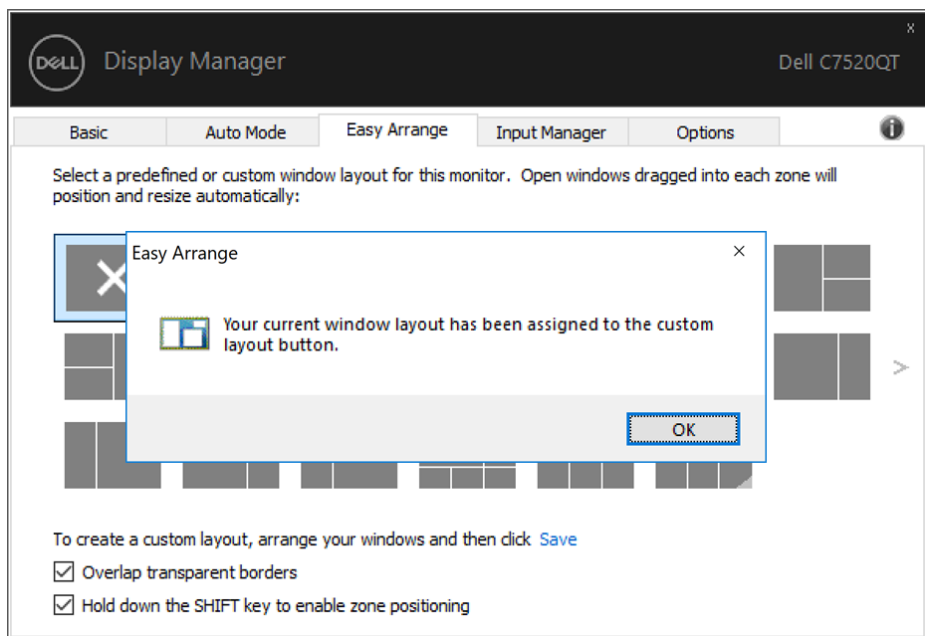 x
DELL
Display Manager
Dell C7520QT
Basic
Auto Mode
Easy Arrange
Input Manager
Options
Select a predefined or custom window layout for this monitor. Open windows dragged into each zone will
position and resize automatically:
Easy Arrange
Your current window layout has been assigned to the custom
layout button.
OK
To create a custom layout, arrange your windows and then click Save
Overlap transparent borders
Hold down the SHIFT key to enable zone positioning